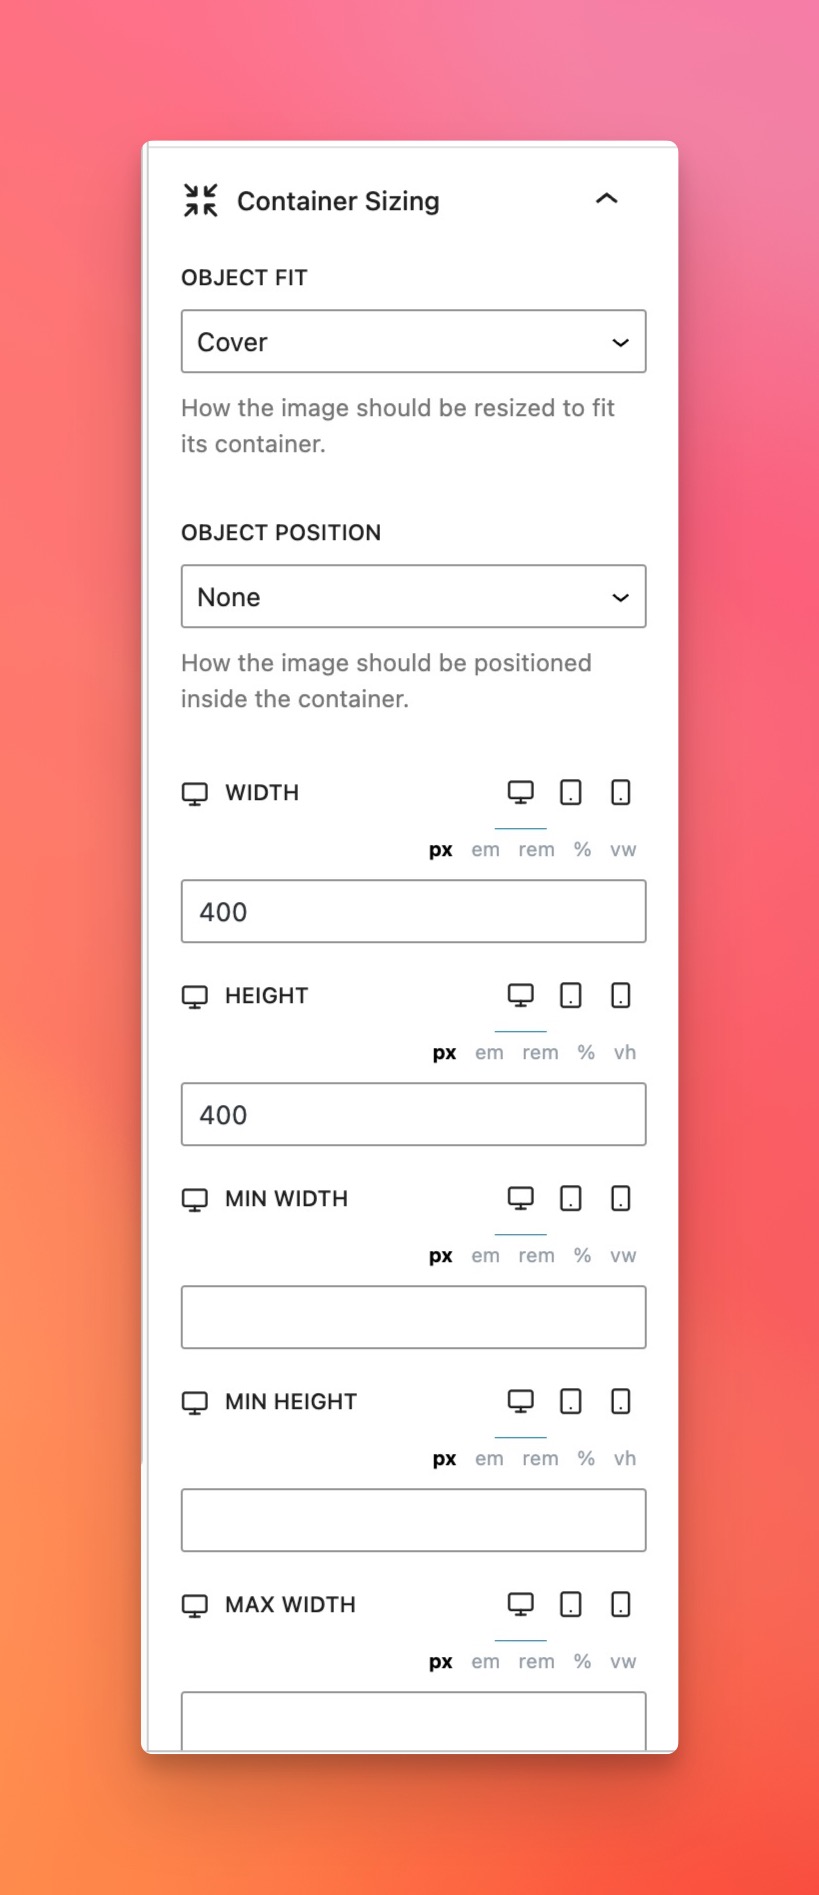 Container Sizing
OBJECT FIT
Cover
How the image should be resized to fit
its container.
OBJECT POSITION
None
How the image should be positioned
inside the container.
WIDTH
px em rem % vw
400
HEIGHT
px em rem % vh
400
MIN WIDTH
px em rem % vw
MIN HEIGHT
px em rem % vh
MAX WIDTH
px em rem % vw